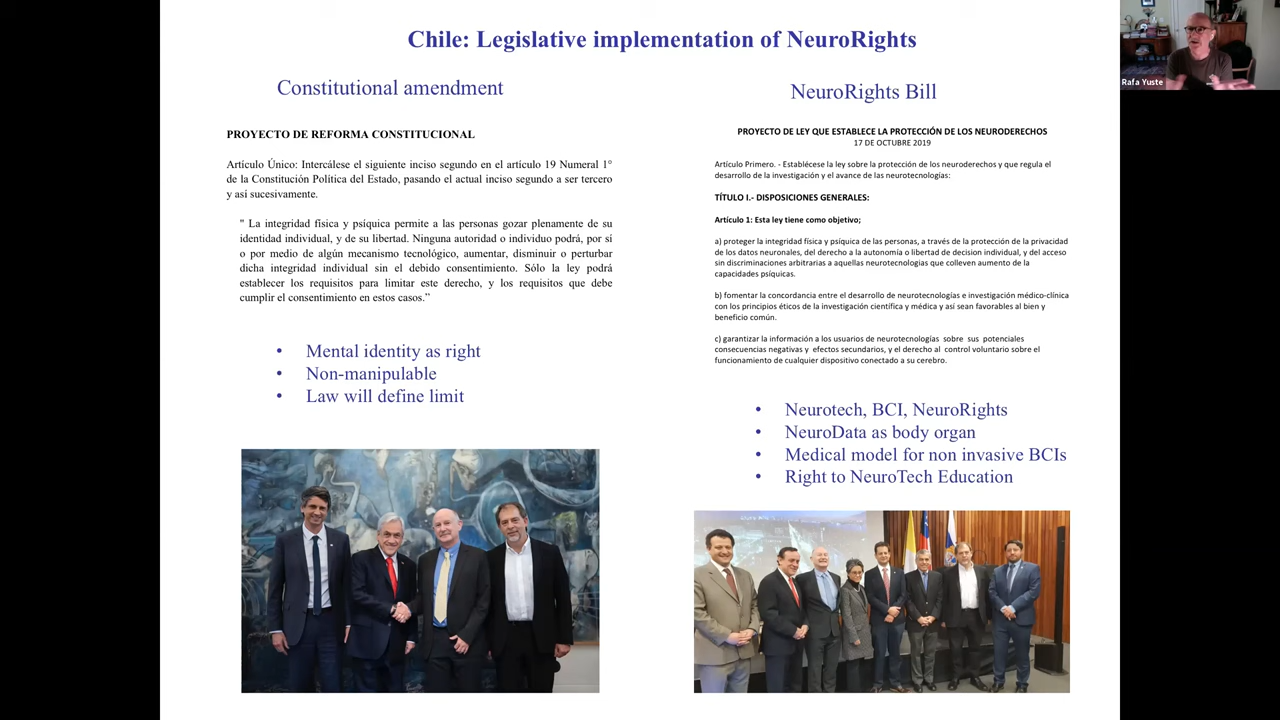 Chile: Legislative implementation of NeuroRights
Constitutional amendment
PROYECTO DE REFORMA CONSTITUCIONAL
Artículo Único: Intercálese el siguiente inciso segundo en el artículo 19 Numeral 1°
de la Constitución Política del Estado, pasando el actual inciso segundo a ser tercero
y así sucesivamente.
" La integridad física y psíquica permite a las personas gozar plenamente de su
identidad individual, y de su libertad. Ninguna autoridad o individuo podrá, por sí
o por medio de algún mecanismo tecnológico, aumentar, disminuir o perturbar
dicha integridad individual sin el debido consentimiento. Sólo la ley podrá
establecer los requisitos para limitar este derecho, y los requisitos que debe
cumplir el consentimiento en estos casos.”
• Mental identity as right
• Non-manipulable
• Law will define limit
NeuroRights Bill
PROYECTO DE LEY QUE ESTABLECE LA PROTECCIÓN DE LOS NEURODERECHOS
17 DE OCTUBRE 2019
Artículo Primero. - Establécese la ley sobre la protección de los neuroderechos y que regula el
desarrollo de la investigación y el avance de las neurotecnologías:
TÍTULO I.- DISPOSICIONES GENERALES:
Artículo 1: Esta ley tiene como objetivo;
a) proteger la integridad física y psíquica de las personas, a través de la protección de la privacidad
de los datos neuronales, del derecho a la autonomía o libertad de decision individual, y del acceso
sin discriminaciones arbitrarias a aquellas neurotecnologias que colleven aumento de la
capacidades psíquicas.
b) fomentar la concordancia entre el desarrollo de neurotecnologías e investigación médico-clínica
con los principios éticos de la investigación científica y médica y así sean favorables al bien y
beneficio común.
c) garantizar la información a los usuarios de neurotecnologías sobre sus potenciales
consecuencias negativas y efectos secundarios, y el derecho al control voluntario sobre el
funcionamiento de cualquier dispositivo conectado a su cerebro.
• Neurotech, BCI, NeuroRights
• NeuroData as body organ
• Medical model for non invasive BCIs
• Right to NeuroTech Education
Rafa Yuste